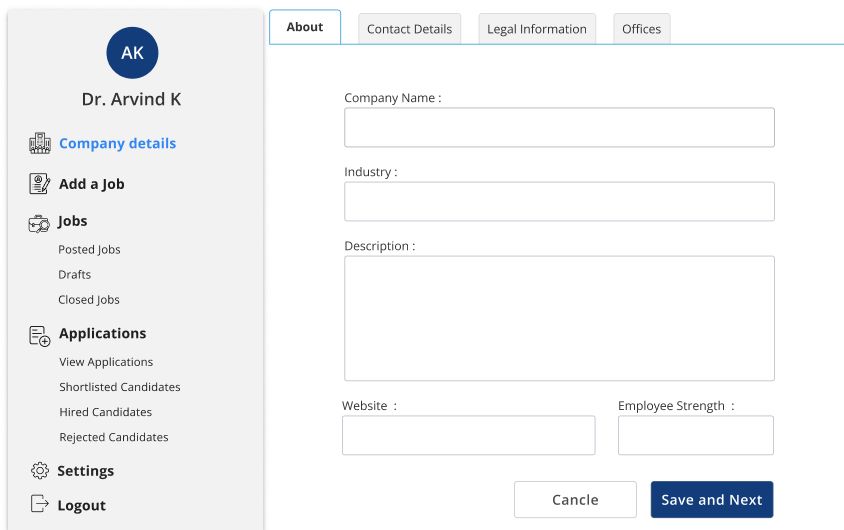 AK
Dr. Arvind K
Company details
Add a Job
Jobs
Posted Jobs
Drafts
Closed Jobs
Applications
View Applications
Shortlisted Candidates
Hired Candidates
Rejected Candidates
Settings
Logout
About Contact Details Legal Information Offices
Company Name :
Industry :
Description :
Website : Employee Strength :
Cancle Save and Next